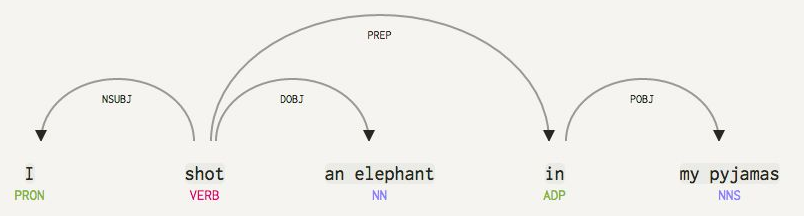 PREP
NSUBJ DOBJ POBJ
I shot an elephant in my pyjamas
PRON VERB NN ADP NNS